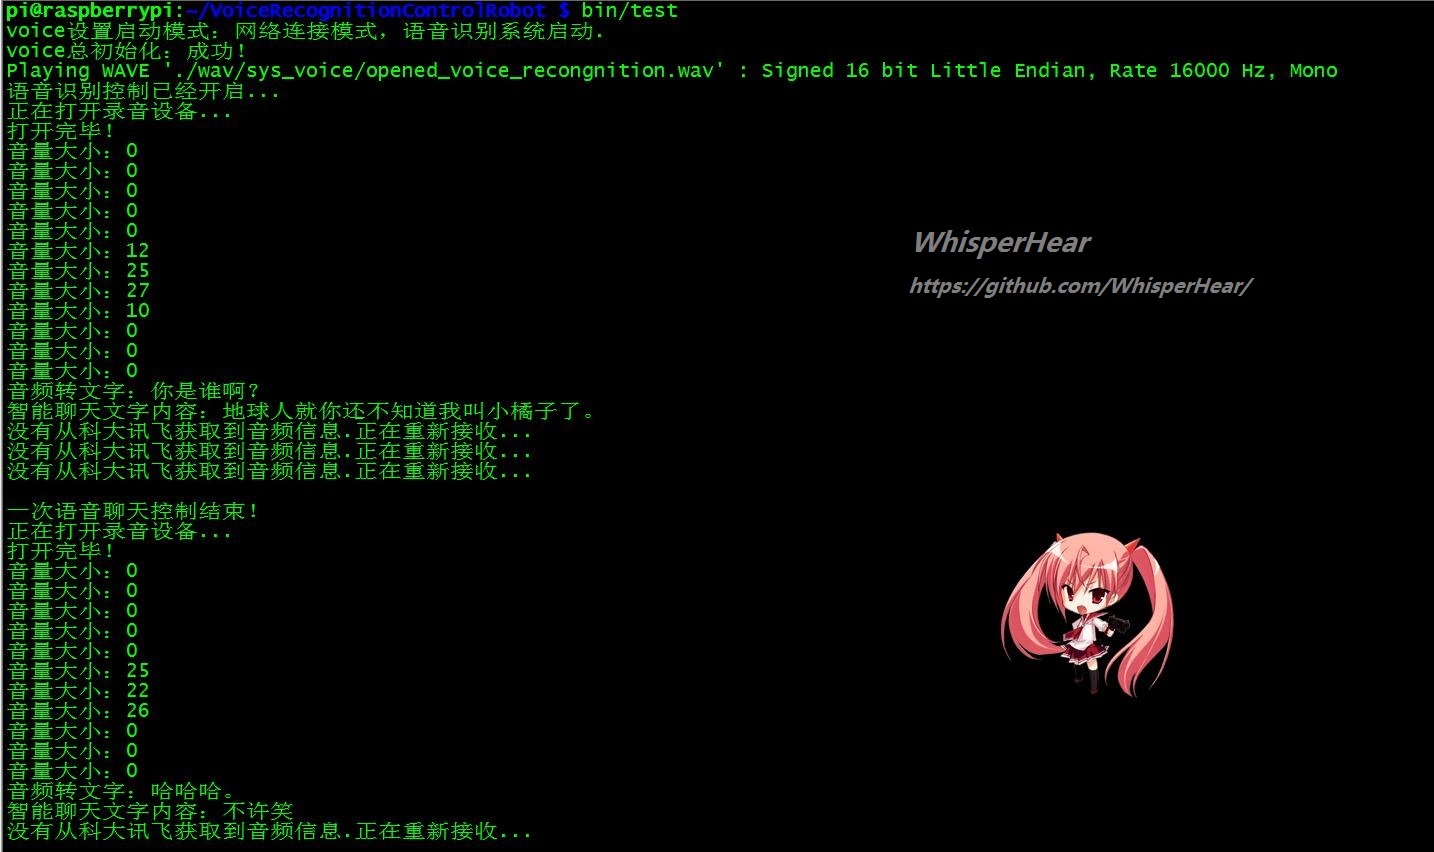 pi@raspberrypi:~/VoiceRecognitionControlRobot $ bin/test
voice设置启动模式：网络连接模式，语音识别系统启动.
voice总初始化：成功！
Playing WAVE './wav/sys_voice/opened_voice_recongnition.wav' : Signed 16 bit Little Endian, Rate 16000 Hz, Mono
语音识别控制已经开启...
正在打开录音设备...
打开完毕！
音量大小：0
音量大小：0
音量大小：0
音量大小：0
音量大小：0
音量大小：12
音量大小：25
音量大小：27
音量大小：10
音量大小：0
音量大小：0
音量大小：0
音频转文字：你是谁啊？
智能聊天文字内容：地球人就你还不知道我叫小橘子了。
没有从科大讯飞获取到音频信息.正在重新接收...
没有从科大讯飞获取到音频信息.正在重新接收...
没有从科大讯飞获取到音频信息.正在重新接收...
一次语音聊天控制结束！
正在打开录音设备...
打开完毕！
音量大小：0
音量大小：0
音量大小：0
音量大小：0
音量大小：0
音量大小：25
音量大小：22
音量大小：26
音量大小：0
音量大小：0
音量大小：0
音频转文字：哈哈哈。
智能聊天文字内容：不许笑
没有从科大讯飞获取到音频信息.正在重新接收...
WhisperHear
https://github.com/WhisperHear/